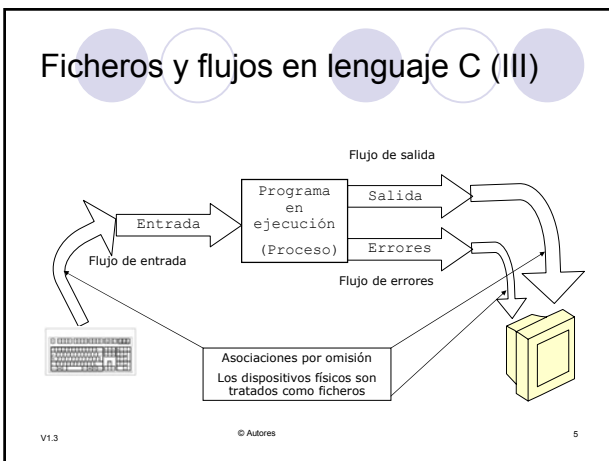 Ficheros y flujos en lenguaje C (III)
Flujo de salida
Programa
en
ejecución
(Proceso)
Salida
Entrada
Errores
Flujo de entrada
Flujo de errores
Asociaciones por omisión
Los dispositivos físicos son
tratados como ficheros
V1.3
© Autores
5